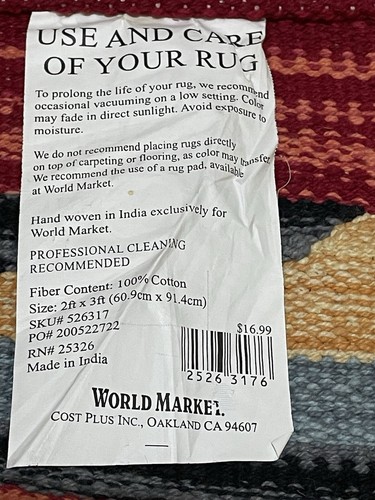 USE AND CARE
OF YOUR RUG
To prolong the life of your rug, we recommend
occasional vacuuming on a low setting. Color
may fade in direct sunlight. Avoid exposure to
moisture.
We do not recommend placing rugs directly
on top of carpeting or flooring, as color may transfer.
We recommend the use of a rug pad, available
at World Market.
Hand woven in India exclusively for
World Market.
PROFESSIONAL CLEANING
RECOMMENDED
Fiber Content: 100% Cotton
Size: 2ft x 3ft (60.9cm x 91.4cm)
SKU# 526317
PO# 200522722
RN# 25326
Made in India
$16.99
2526 3176
WORLD MARKET.
COST PLUS INC., OAKLAND CA 94607